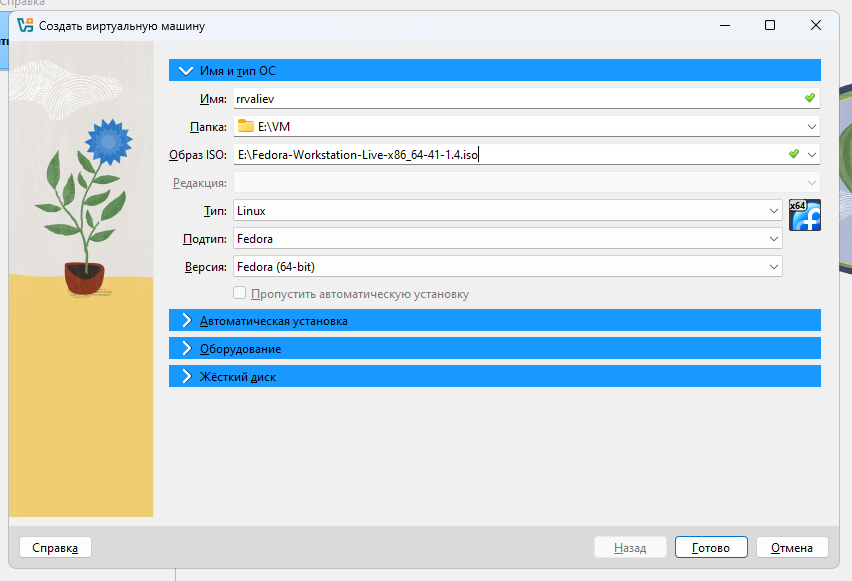 Справка
Создать виртуальную машину
Имя и тип ОС
Имя: rrvaliev
Папка: E:\VM
Образ ISO: E:\Fedora-Workstation-Live-x86_64-41-1.4.iso
Редакция:
Тип: Linux
x64
Подтип: Fedora
Версия: Fedora (64-bit)
Пропустить автоматическую установку
Автоматическая установка
Оборудование
Жёсткий диск
Справка Назад Готово Отмена